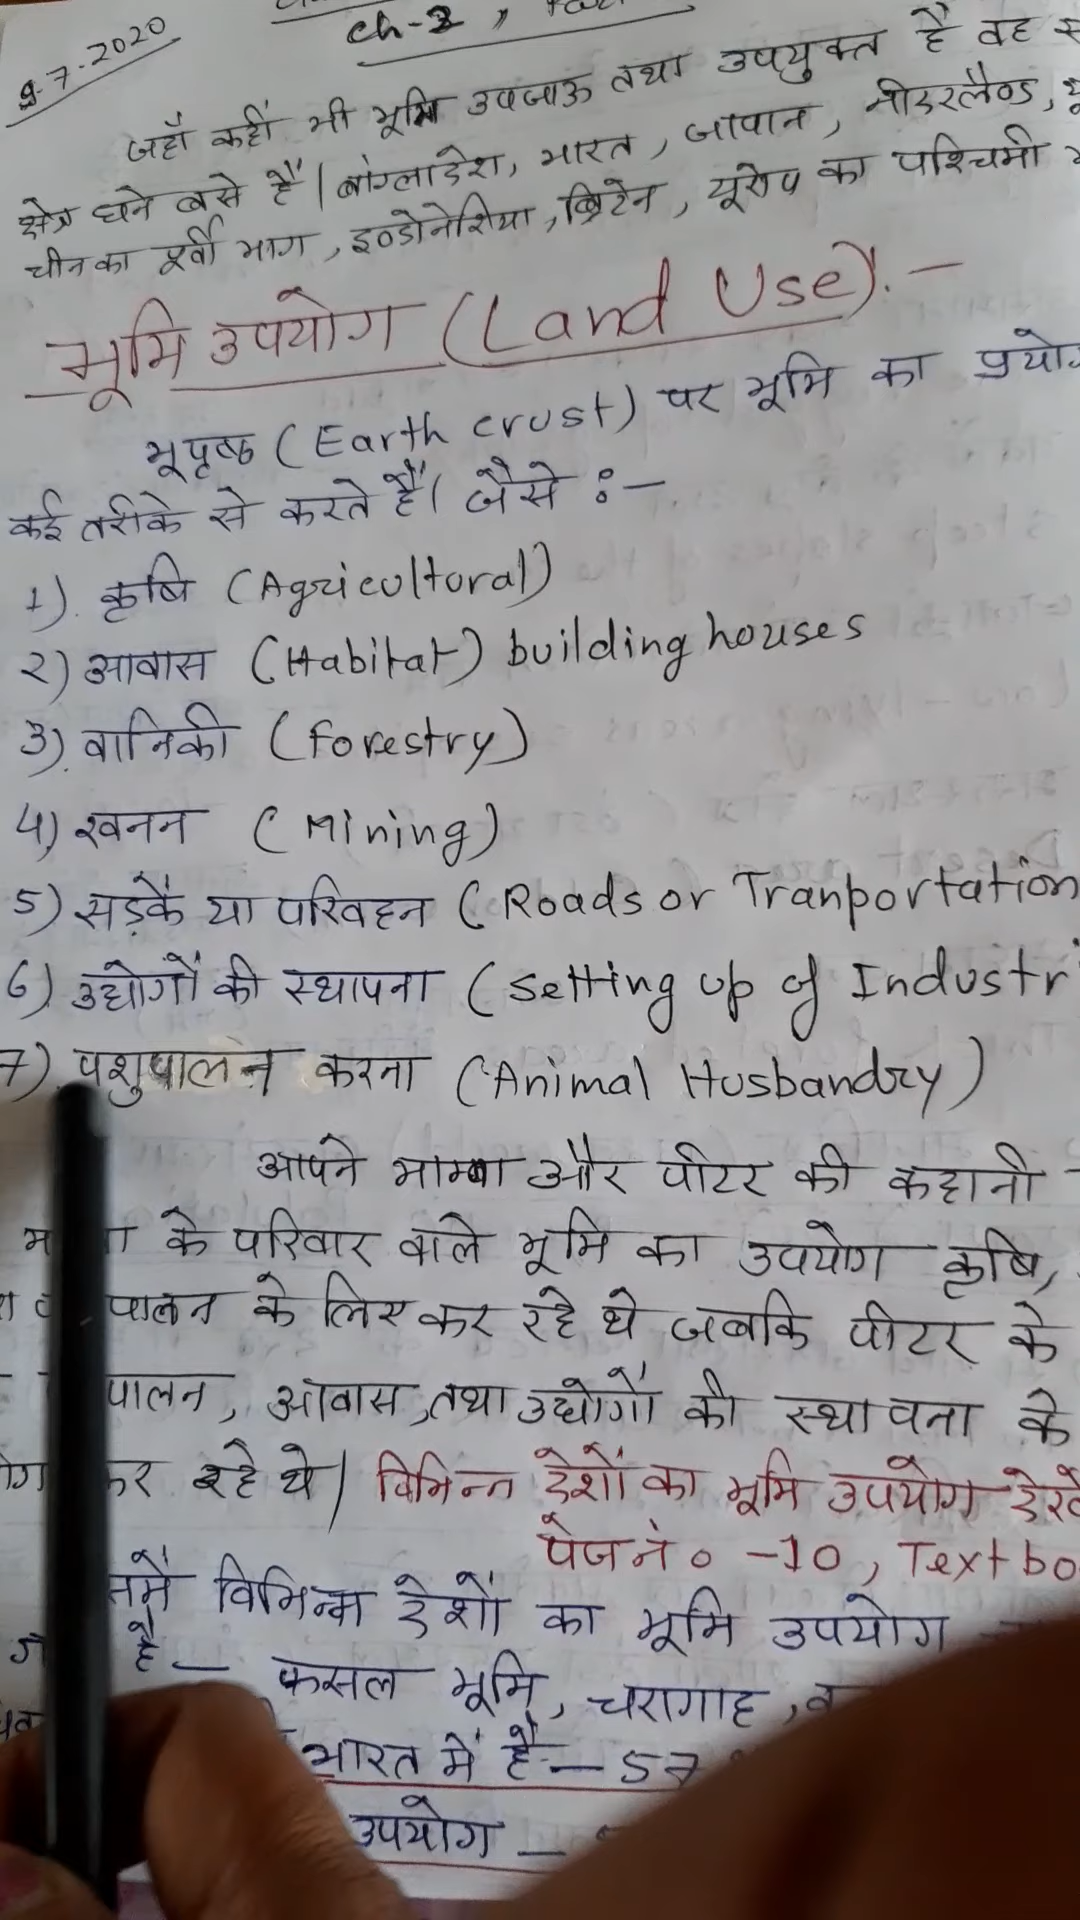 9.7.2020
ch-2,
जहाँ कहीं भी भूमि उपजाऊ तथा उपयुक्त है वह
क्षेत्र घने बसे हैं। बांग्लादेश, भारत, जापान, नीदरलैण्ड,
चीन का पूर्वी भाग, इण्डोनेशिया, ब्रिटेन, यूरोप का पश्चिमी
भूमि उपयोग (Land Use):-
भूपृष्ठ (Earth crust) पर भूमि का प्रयोग
कई तरीके से करते हैं। जैसे :-
1). कृषि (Agricultural)
2) आवास (Habitat) building houses
3). वानिकी (forestry)
4) खनन (Mining)
5) सड़कें या परिवहन (Roads or Tranportation
6) उद्योगों की स्थापना (setting up of Industri
7). पशुपालन करना (Animal Husbandry)
आपने माम्बा और पीटर की कहानी
के परिवार वाले भूमि का उपयोग कृषि,
पालन के लिए कर रहे थे जबकि पीटर के
पालन, आवास, तथा उद्योगों की स्थापना के
कर रहे थे। विभिन्न देशों का भूमि उपयोग देखें
पेज नं० -10, Textbo
विभिन्न देशों का भूमि उपयोग
है - फसल भूमि, चरागाह,
भारत में है - 57
उपयोग -